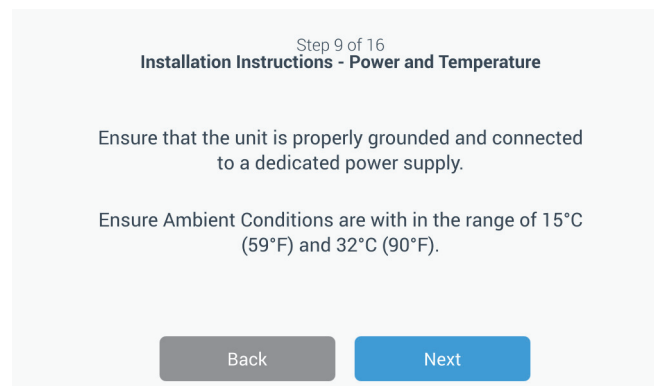 Step 9 of 16
Installation Instructions - Power and Temperature
Ensure that the unit is properly grounded and connected
to a dedicated power supply.
Ensure Ambient Conditions are with in the range of 15°C
(59°F) and 32°C (90°F).
Back
Next